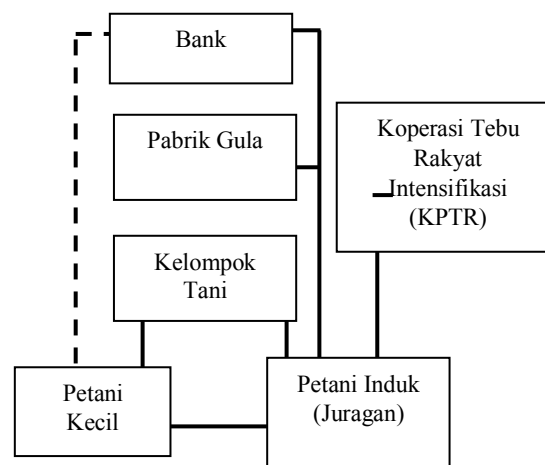 Bank
Pabrik Gula
Koperasi Tebu
Rakyat
Intensifikasi
(KPTR)
Kelompok
Tani
Petani
Kecil
Petani Induk
(Juragan)